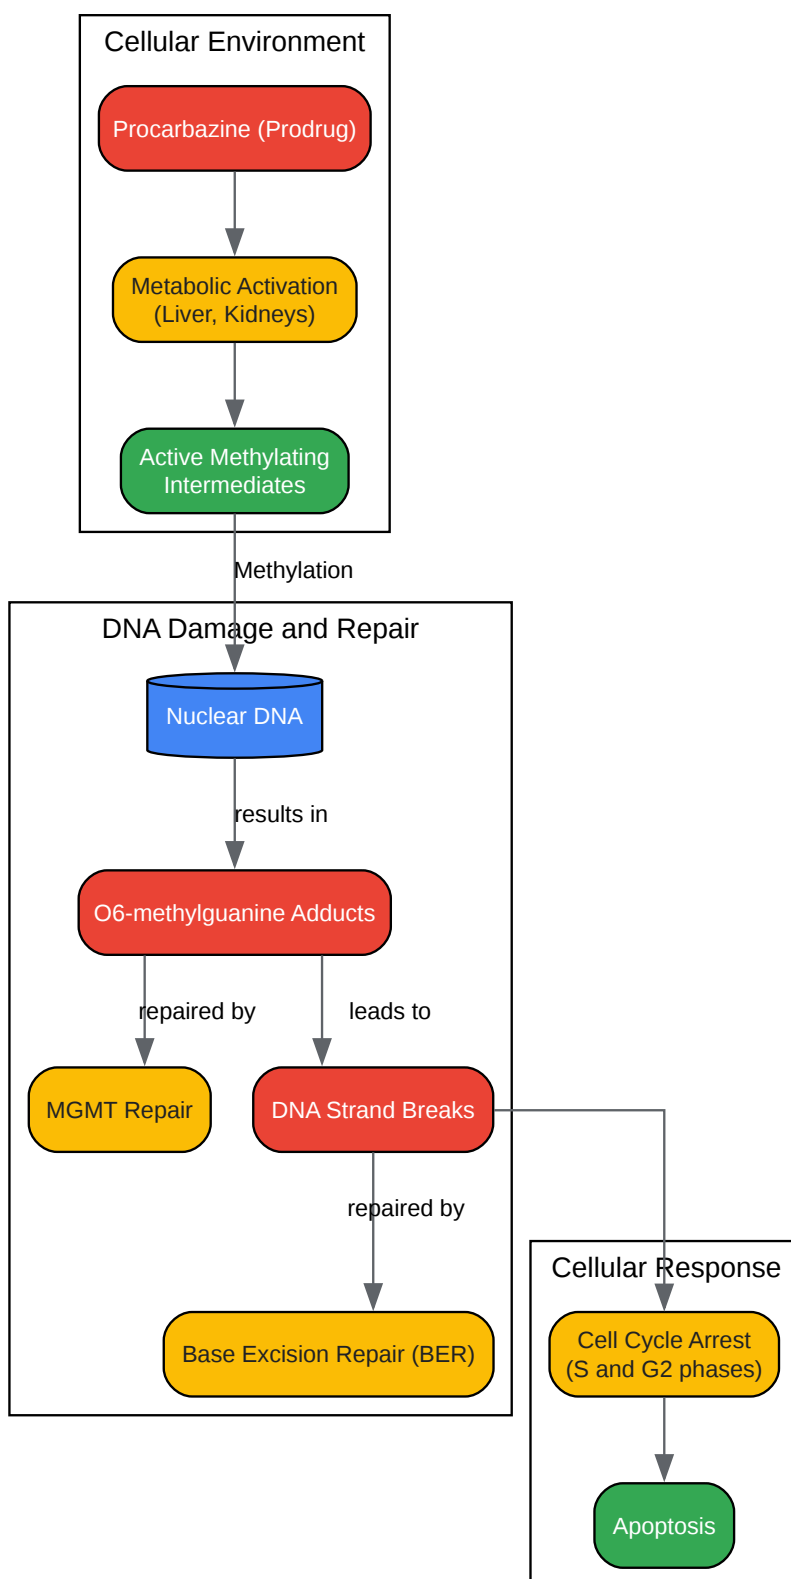 Cellular Environment
Procarbazine (Prodrug)
Metabolic Activation
(Liver, Kidneys)
Active Methylating
Intermediates
Methylation
DNA Damage and Repair
Nuclear DNA
results in
O6-methylguanine Adducts
repaired by
leads to
MGMT Repair
DNA Strand Breaks
repaired by
Base Excision Repair (BER)
Cellular Response
Cell Cycle Arrest
(S and G2 phases)
Apoptosis